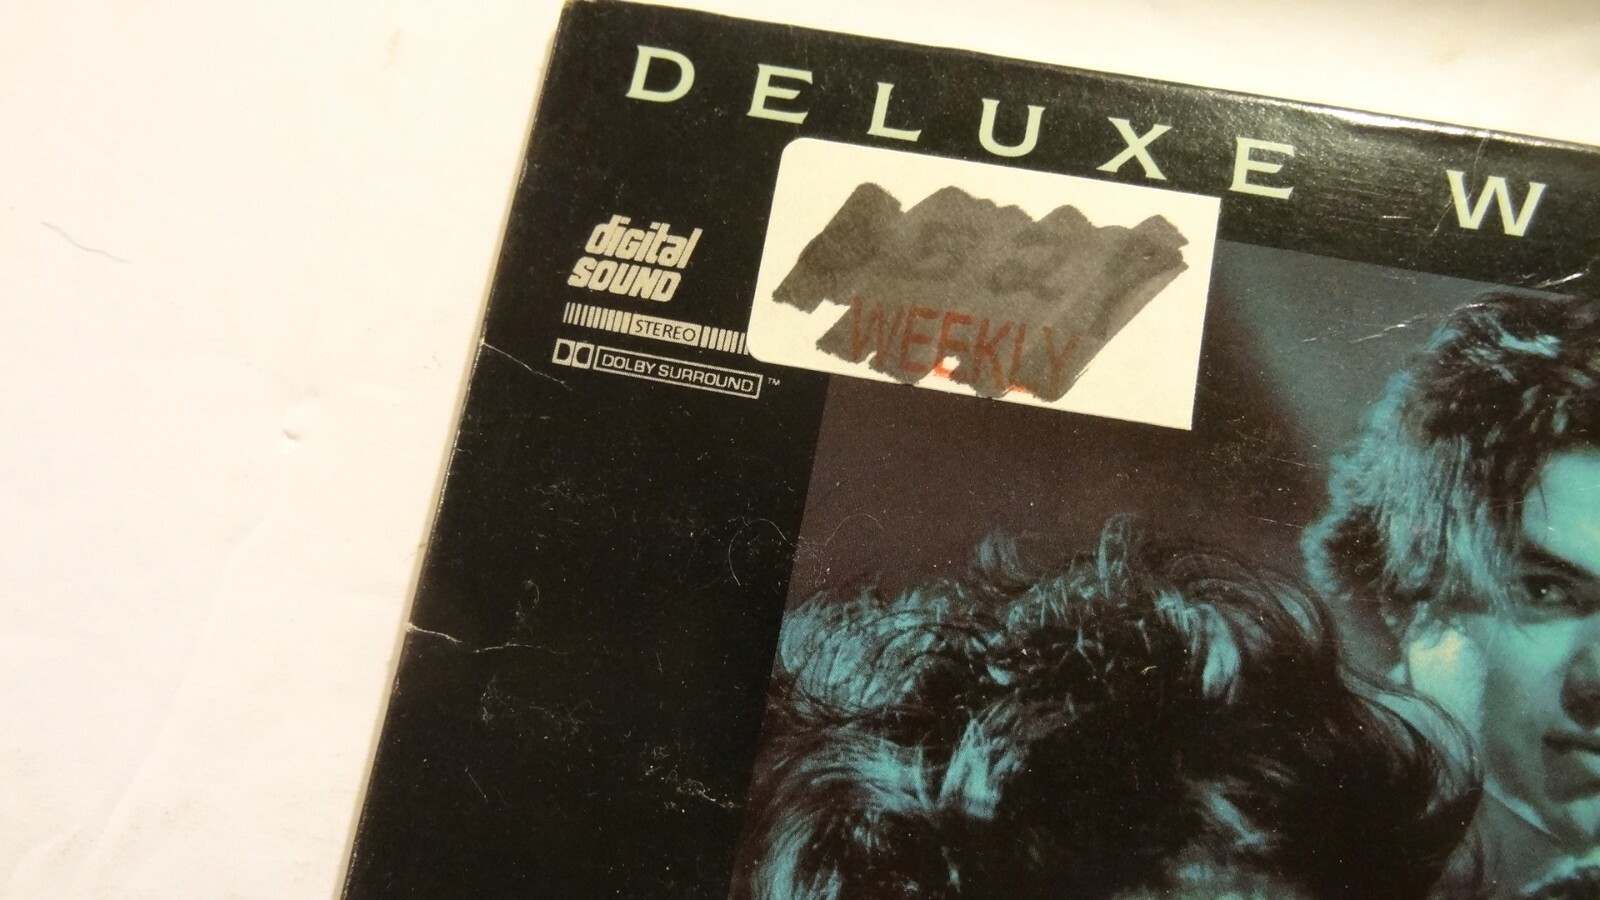 DELUXE W
digital
SOUND
STEREO
DOLBY SURROUND ™
WEEKLY